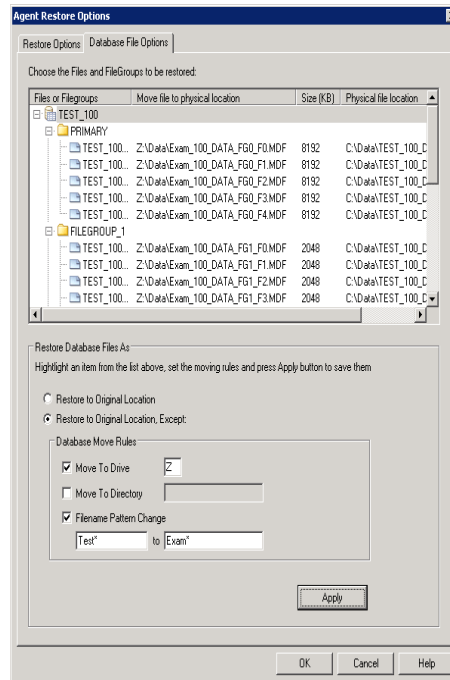 Agent Restore Options
Restore Options Database File Options
Choose the Files and FileGroups to be restored:
Files or Filegroups Move file to physical location Size (KB) Physical file location
TEST_100
PRIMARY
TEST_100... Z:\Data\Exam_100_DATA_FG0_F0.MDF 8192 C:\Data\TEST_100_D
TEST_100... Z:\Data\Exam_100_DATA_FG0_F1.MDF 8192 C:\Data\TEST_100_D
TEST_100... Z:\Data\Exam_100_DATA_FG0_F2.MDF 8192 C:\Data\TEST_100_D
TEST_100... Z:\Data\Exam_100_DATA_FG0_F3.MDF 8192 C:\Data\TEST_100_D
TEST_100... Z:\Data\Exam_100_DATA_FG0_F4.MDF 8192 C:\Data\TEST_100_D
FILEGROUP_1
TEST_100... Z:\Data\Exam_100_DATA_FG1_F0.MDF 2048 C:\Data\TEST_100_D
TEST_100... Z:\Data\Exam_100_DATA_FG1_F1.MDF 2048 C:\Data\TEST_100_D
TEST_100... Z:\Data\Exam_100_DATA_FG1_F2.MDF 2048 C:\Data\TEST_100_D
TEST_100... Z:\Data\Exam_100_DATA_FG1_F3.MDF 2048 C:\Data\TEST_100_D
Restore Database Files As
Hightlight an item from the list above, set the moving rules and press Apply button to save them
Restore to Original Location
Restore to Original Location, Except:
Database Move Rules
Move To Drive Z
Move To Directory
Filename Pattern Change
Test* to Exam*
Apply
OK Cancel Help